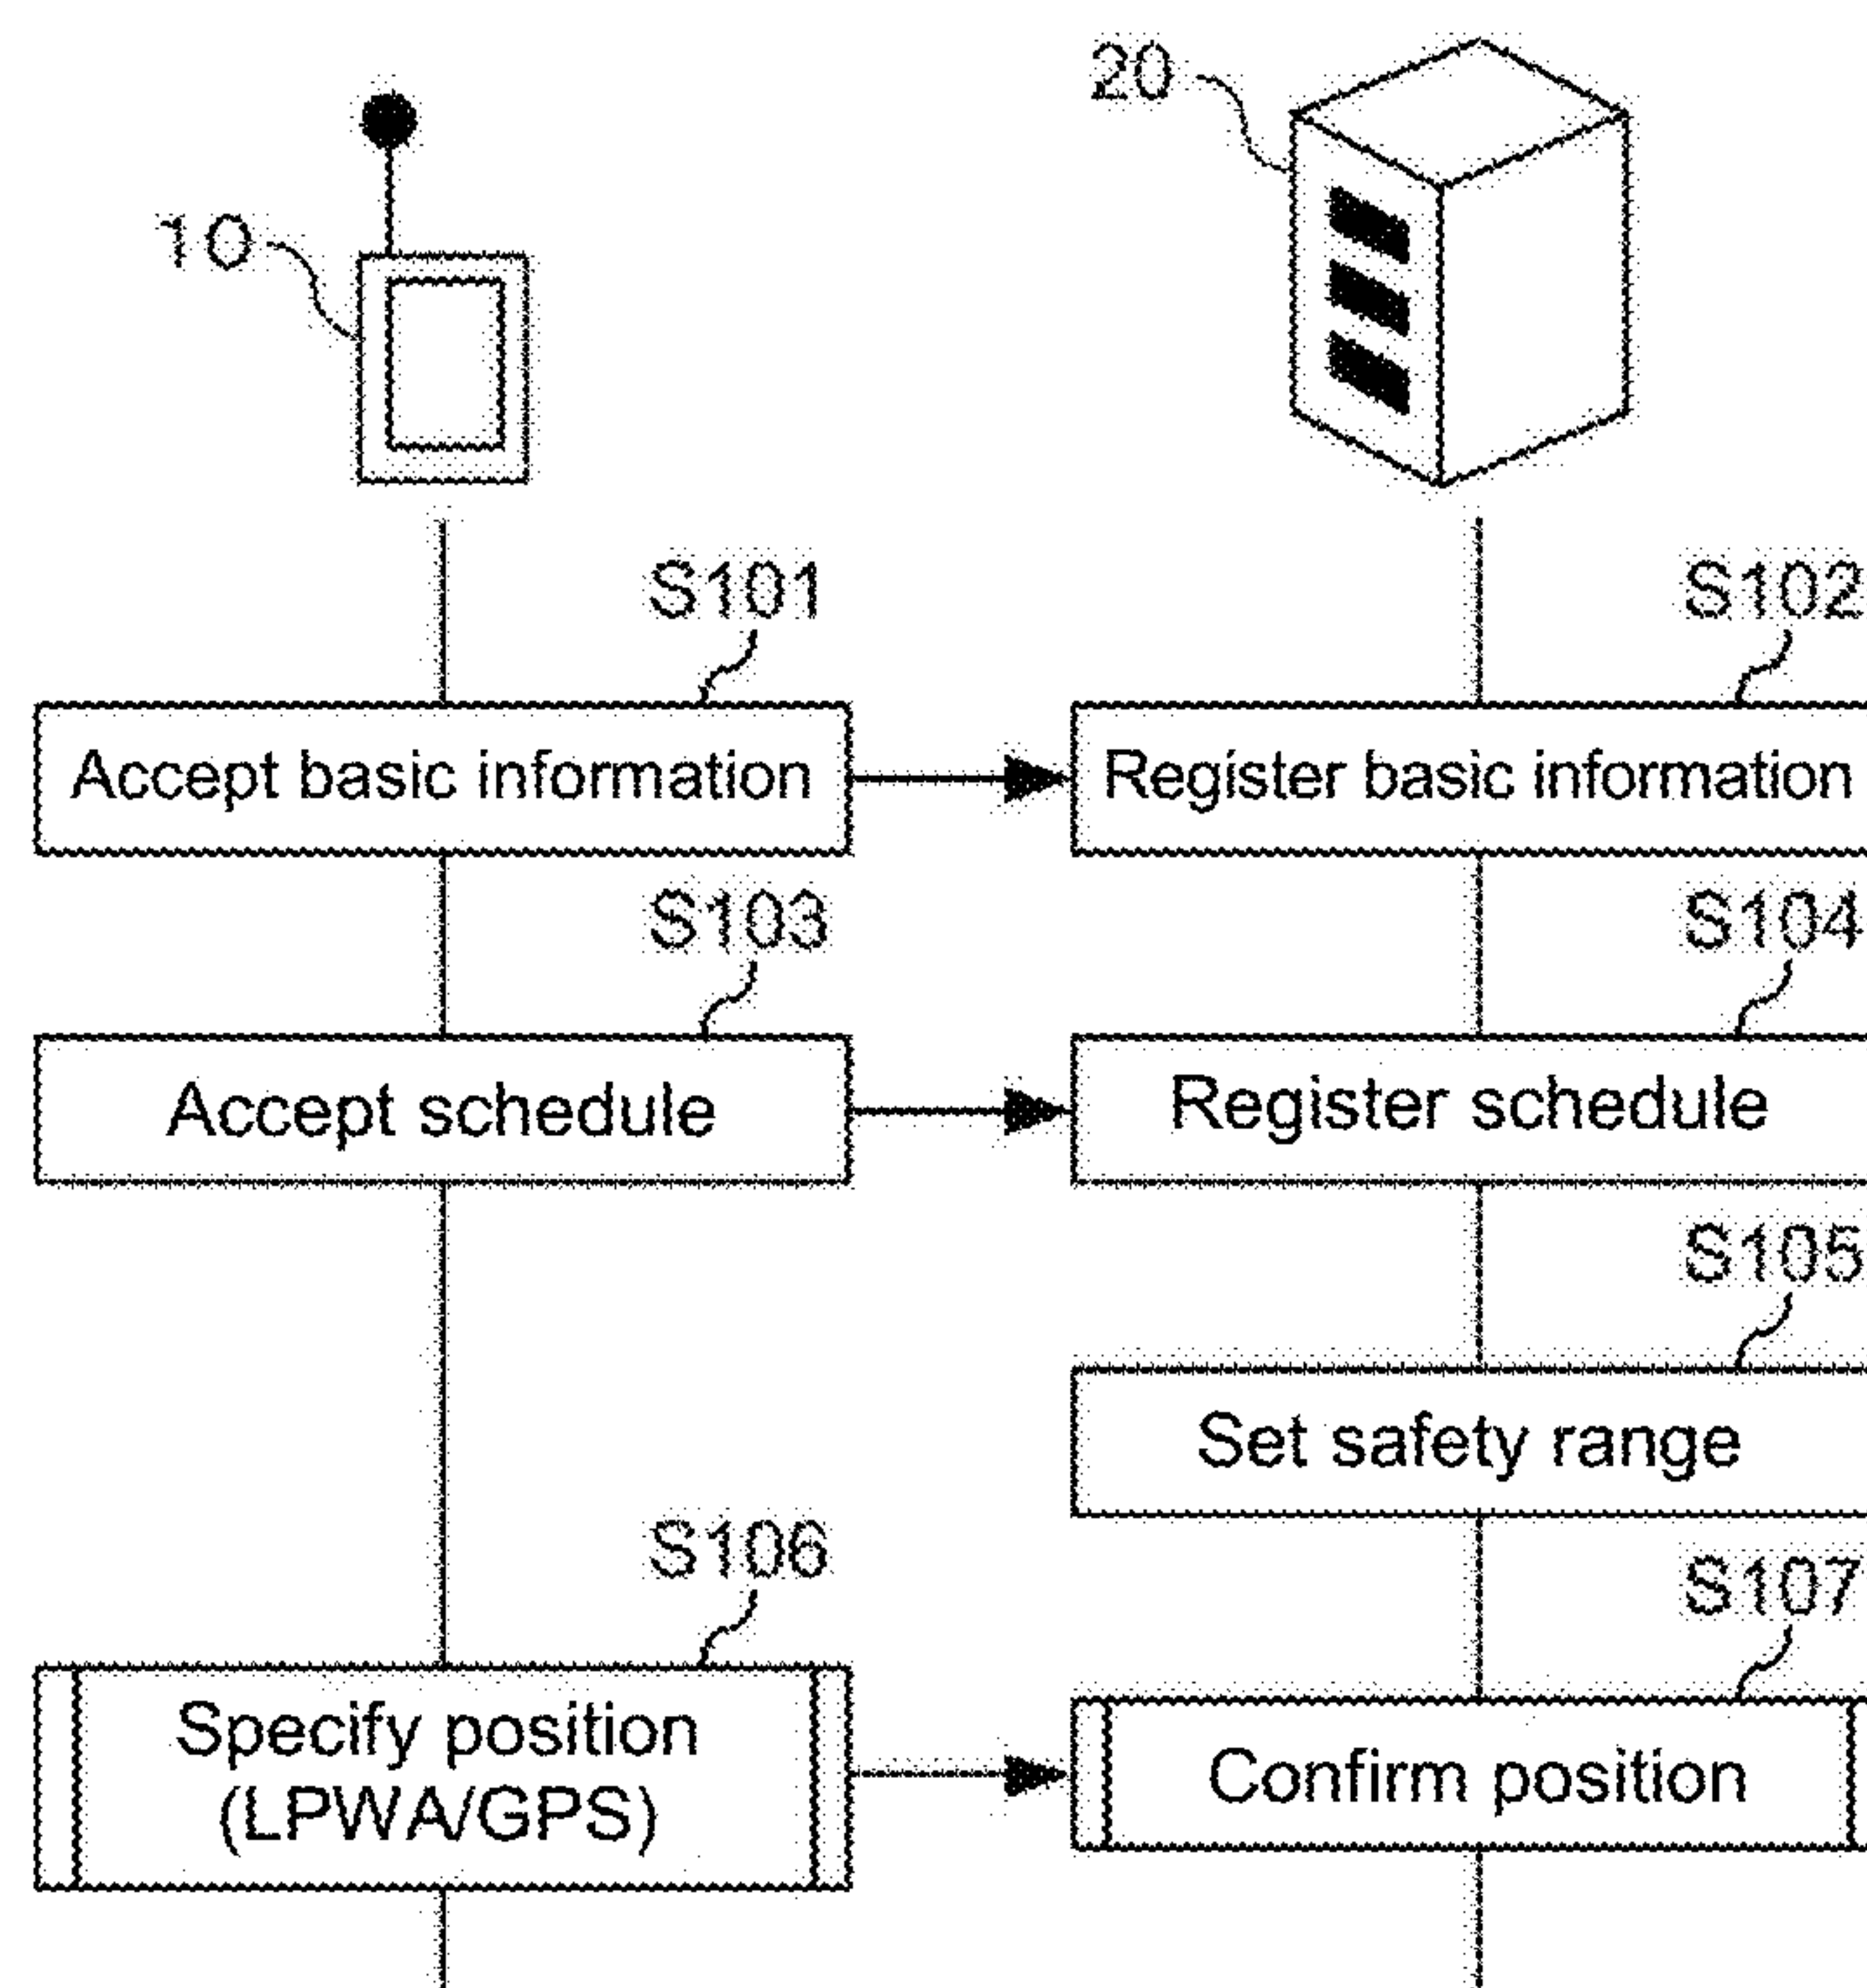 20
10
S101
S102
Accept basic information
Register basic information
S103
S104
Accept schedule
Register schedule
S105
Set safety range
S106
S107
Specify position
(LPWA/GPS)
Confirm position